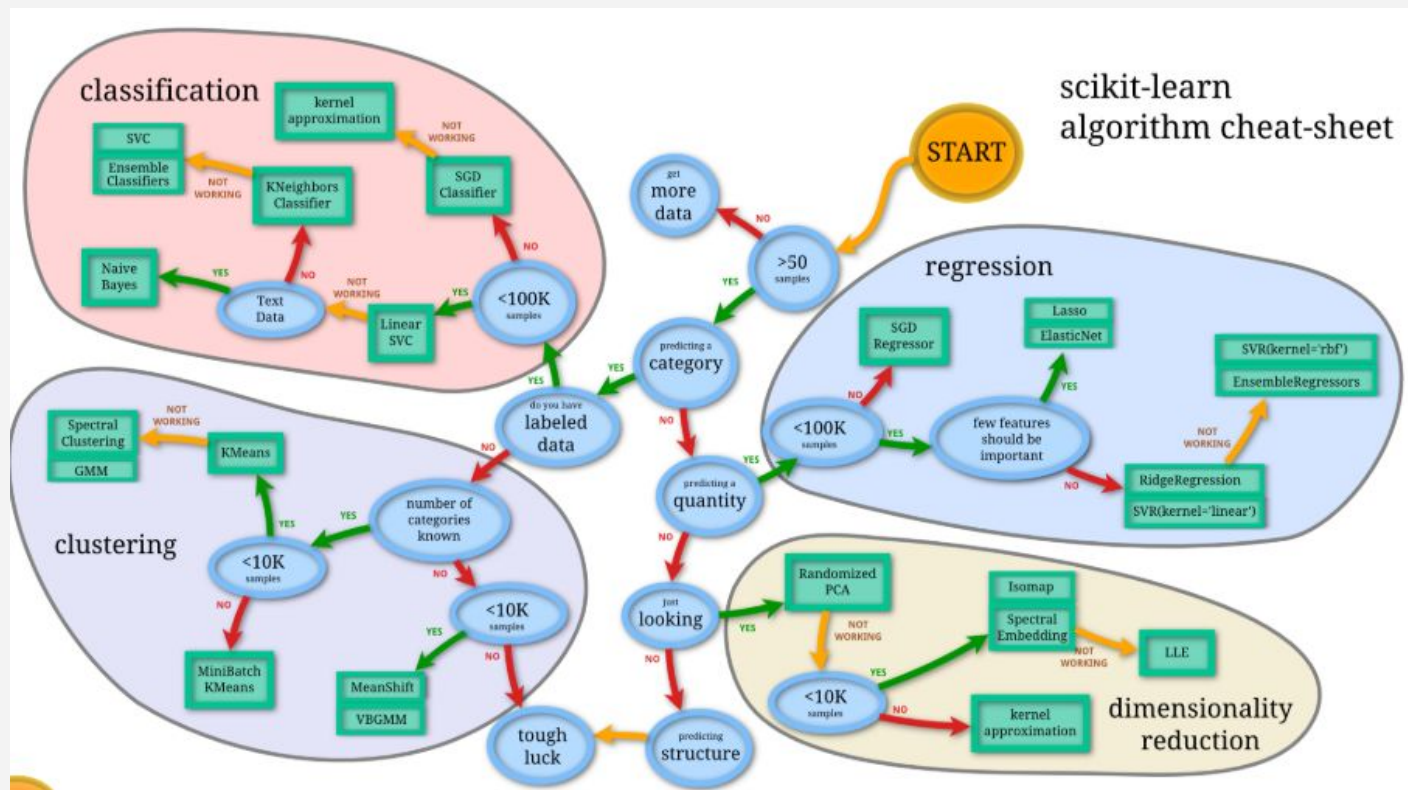 scikit-learn
algorithm cheat-sheet
START
classification
kernel
approximation
NOT
WORKING
SVC
Ensemble
Classifiers
NOT
WORKING
KNeighbors
Classifier
SGD
Classifier
NO
Naive
Bayes
YES
Text
Data
NO
NOT
WORKING
Linear
SVC
YES
<100K
samples
YES
get
more
data
NO
>50
samples
YES
predicting a
category
YES
do you have
labeled
data
NO
NO
predicting a
quantity
YES
NO
just
looking
YES
NO
predicting
structure
tough
luck
regression
SGD
Regressor
NO
<100K
samples
YES
Lasso
ElasticNet
YES
few features
should be
important
NO
SVR(kernel='rbf')
EnsembleRegressors
NOT
WORKING
RidgeRegression
SVR(kernel='linear')
clustering
Spectral
Clustering
GMM
NOT
WORKING
KMeans
YES
<10K
samples
YES
number of
categories
known
NO
NO
MiniBatch
KMeans
<10K
samples
YES
NO
MeanShift
VBGMM
dimensionality
reduction
Randomized
PCA
NOT
WORKING
<10K
samples
YES
NO
Isomap
Spectral
Embedding
NOT
WORKING
LLE
kernel
approximation